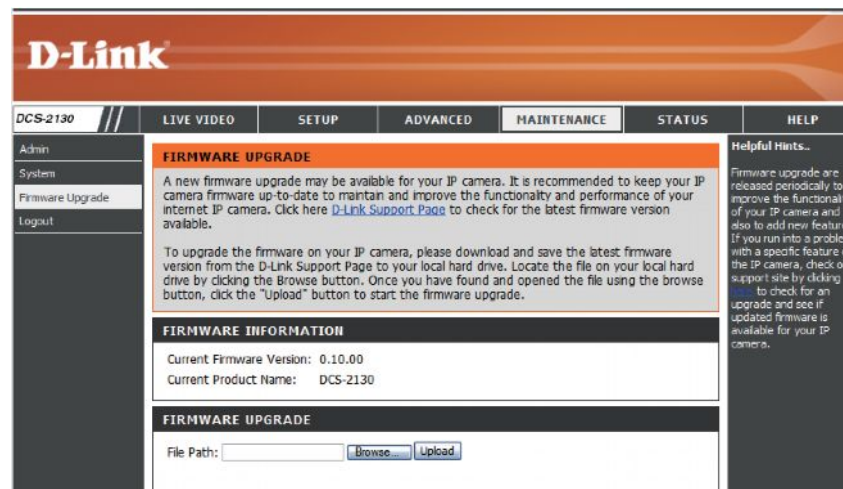 D-Link
DCS-2130
LIVE VIDEO
SETUP
ADVANCED
MAINTENANCE
STATUS
HELP
Admin
System
Firmware Upgrade
Logout
FIRMWARE UPGRADE
A new firmware upgrade may be available for your IP camera. It is recommended to keep your IP
camera firmware up-to-date to maintain and improve the functionality and performance of your
internet IP camera. Click here D-Link Support Page to check for the latest firmware version
available.
To upgrade the firmware on your IP camera, please download and save the latest firmware
version from the D-Link Support Page to your local hard drive. Locate the file on your local hard
drive by clicking the Browse button. Once you have found and opened the file using the browse
button, click the "Upload" button to start the firmware upgrade.
FIRMWARE INFORMATION
Current Firmware Version: 0.10.00
Current Product Name: DCS-2130
FIRMWARE UPGRADE
File Path:
Browse...
Upload
Helpful Hints..
Firmware upgrade are
released periodically to
improve the functionali
of your IP camera and
also to add new feature
If you run into a proble
with a specific feature
the IP camera, check o
support site by clicking
to check for an
upgrade and see if
updated firmware is
available for your IP
camera.